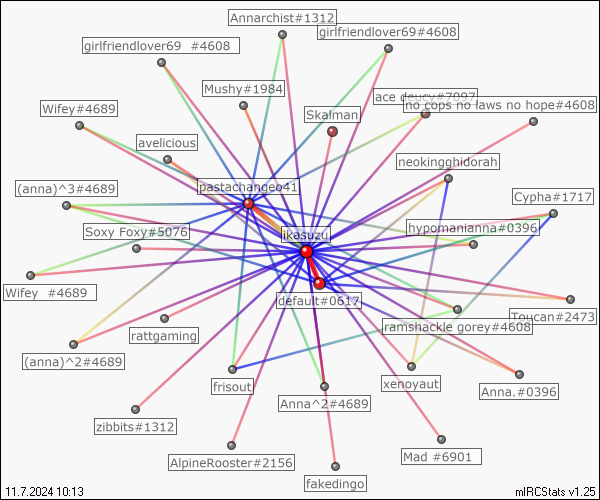 Annarchist#1312
girlfriendlover69 #4608
girlfriendlover69#4608
Mushy#1984
ace deucy#7097
no cops no laws no hope#4608
Wifey#4689
Skalman
avelicious
neokingghidorah
(anna)^3#4689
pastachangeo41
Cypha#1717
Soxy Foxy#5076
ikasuzu
hypomanianna#0396
Wifey #4689
default#0617
Toucan#2473
ramshackle gorey#4608
rattgaming
(anna)^2#4689
frisout
xenoyaut
Anna.#0396
Anna^2#4689
zibbits#1312
AlpineRooster#2156
Mad #6901
fakedingo
11.7.2024 10:13
mIRCStats v1.25